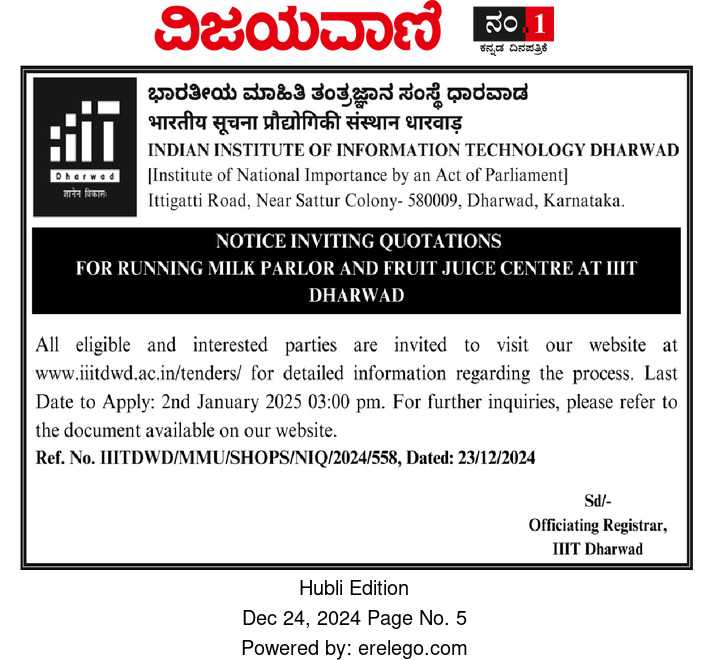 ವಿಜಯವಾಣಿ
ನಂ.1
ಕನ್ನಡ ದಿನಪತ್ರಿಕೆ
ಭಾರತೀಯ ಮಾಹಿತಿ ತಂತ್ರಜ್ಞಾನ ಸಂಸ್ಥೆ ಧಾರವಾಡ
भारतीय सूचना प्रौद्योगिकी संस्थान धारवाड़
INDIAN INSTITUTE OF INFORMATION TECHNOLOGY DHARWAD
[Institute of National Importance by an Act of Parliament]
Ittigatti Road, Near Sattur Colony- 580009, Dharwad, Karnataka.
Dharwad
ज्ञानेन विकासः
NOTICE INVITING QUOTATIONS
FOR RUNNING MILK PARLOR AND FRUIT JUICE CENTRE AT IIIT
DHARWAD
All eligible and interested parties are invited to visit our website at
www.iiitdwd.ac.in/tenders/ for detailed information regarding the process. Last
Date to Apply: 2nd January 2025 03:00 pm. For further inquiries, please refer to
the document available on our website.
Ref. No. IIITDWD/MMU/SHOPS/NIQ/2024/558, Dated: 23/12/2024
Sd/-
Officiating Registrar,
IIIT Dharwad
Hubli Edition
Dec 24, 2024 Page No. 5
Powered by: erelego.com